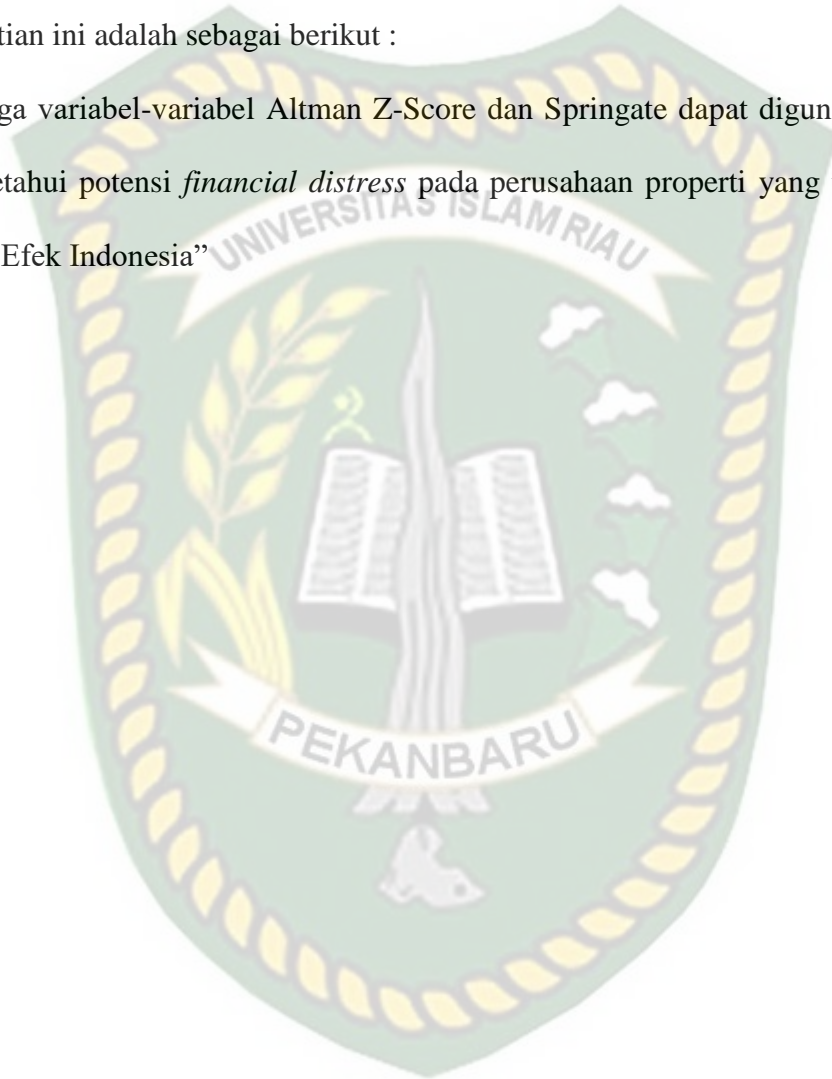 tian ini adalah sebagai berikut :
ga variabel-variabel Altman Z-Score dan Springate dapat digun
etahui potensi financial distress pada perusahaan properti yang
Efek Indonesia”
UNIVERSITAS ISLAM RIAU
PEKANBARU